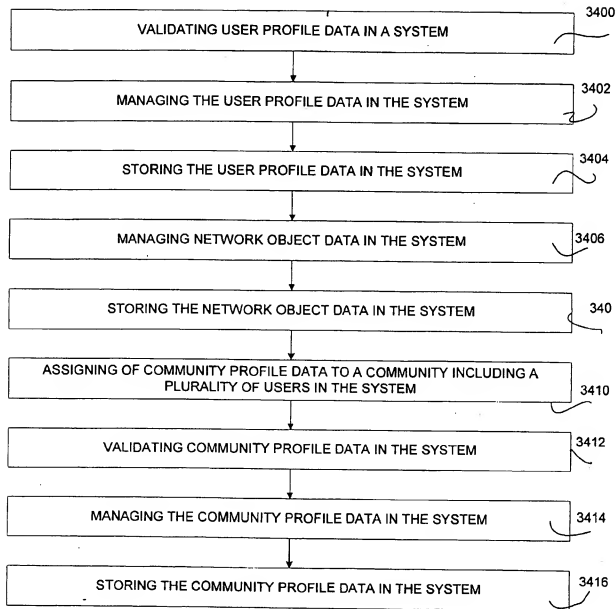 3400
VALIDATING USER PROFILE DATA IN A SYSTEM
3402
MANAGING THE USER PROFILE DATA IN THE SYSTEM
3404
STORING THE USER PROFILE DATA IN THE SYSTEM
3406
MANAGING NETWORK OBJECT DATA IN THE SYSTEM
340
STORING THE NETWORK OBJECT DATA IN THE SYSTEM
ASSIGNING OF COMMUNITY PROFILE DATA TO A COMMUNITY INCLUDING A
PLURALITY OF USERS IN THE SYSTEM
3410
3412
VALIDATING COMMUNITY PROFILE DATA IN THE SYSTEM
3414
MANAGING THE COMMUNITY PROFILE DATA IN THE SYSTEM
3416
STORING THE COMMUNITY PROFILE DATA IN THE SYSTEM